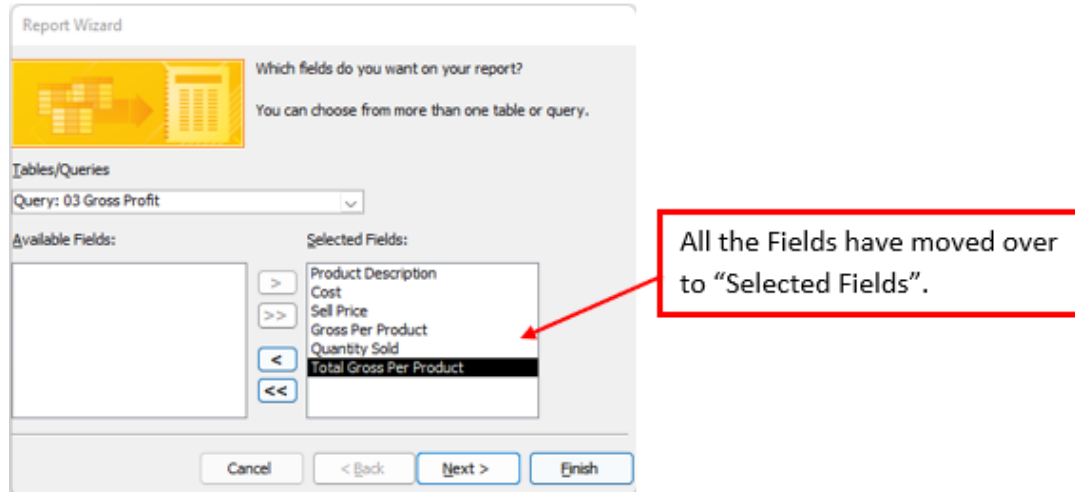 Report Wizard
Which fields do you want on your report?
You can choose from more than one table or query.
Tables/Queries
Query: 03 Gross Profit
Available Fields:
Selected Fields:
Product Description
Cost
Sell Price
Gross Per Product
Quantity Sold
Total Gross Per Product
>
>>
<
<<
All the Fields have moved over
to “Selected Fields”.
Cancel
< Back
Next >
Finish